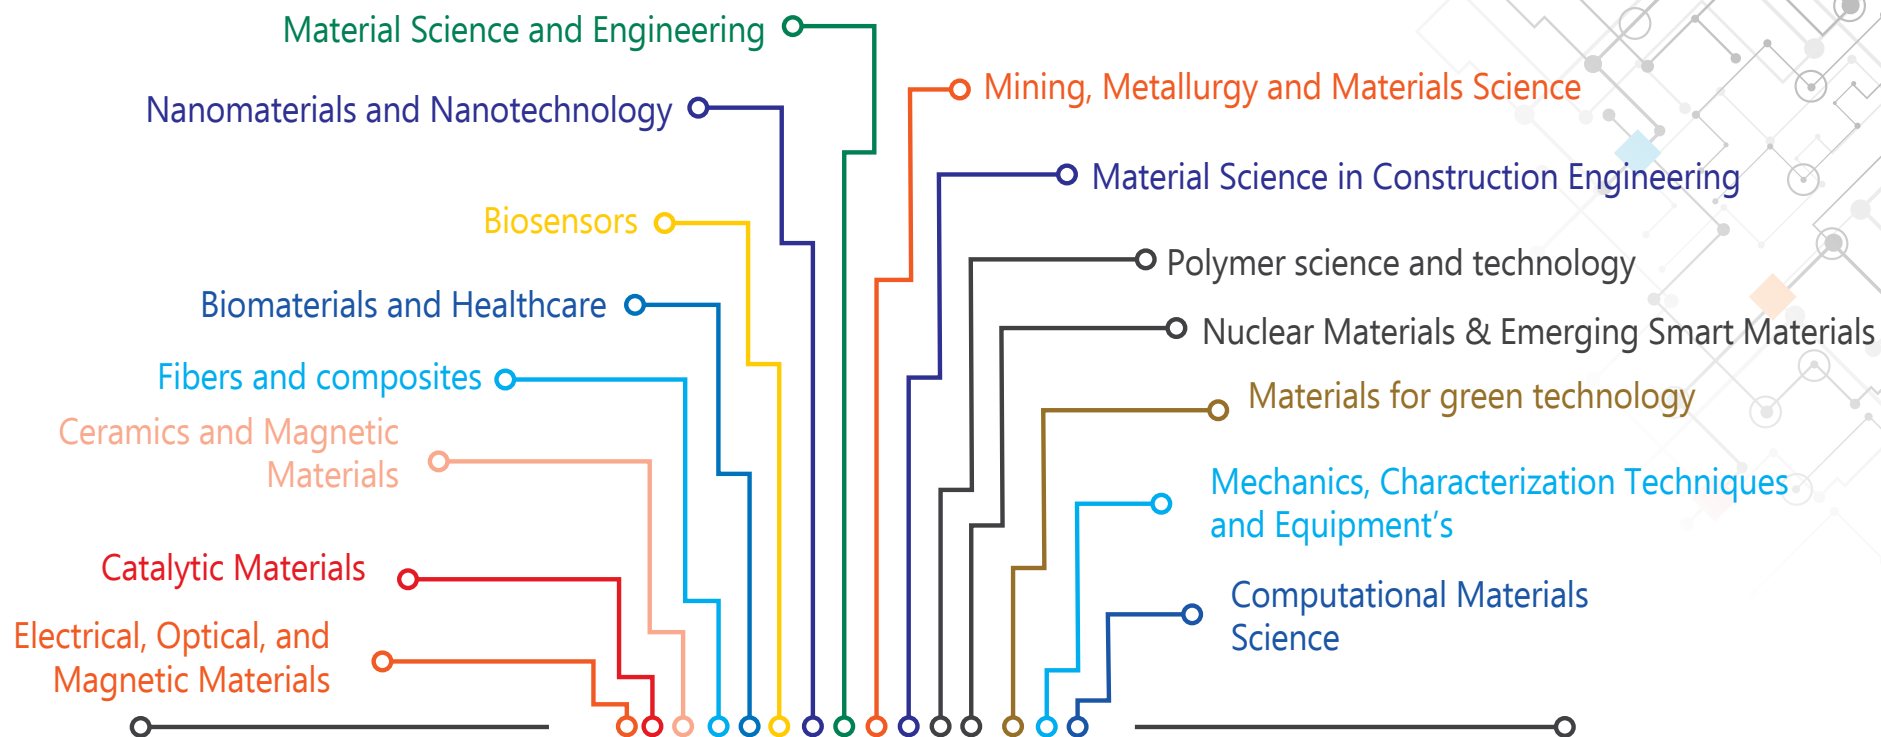 Material Science and Engineering
Nanomaterials and Nanotechnology
Biosensors
Biomaterials and Healthcare
Fibers and composites
Ceramics and Magnetic
Materials
Catalytic Materials
Electrical, Optical, and
Magnetic Materials
Mining, Metallurgy and Materials Science
Material Science in Construction Engineering
Polymer science and technology
Nuclear Materials & Emerging Smart Materials
Materials for green technology
Mechanics, Characterization Techniques
and Equipment's
Computational Materials
Science